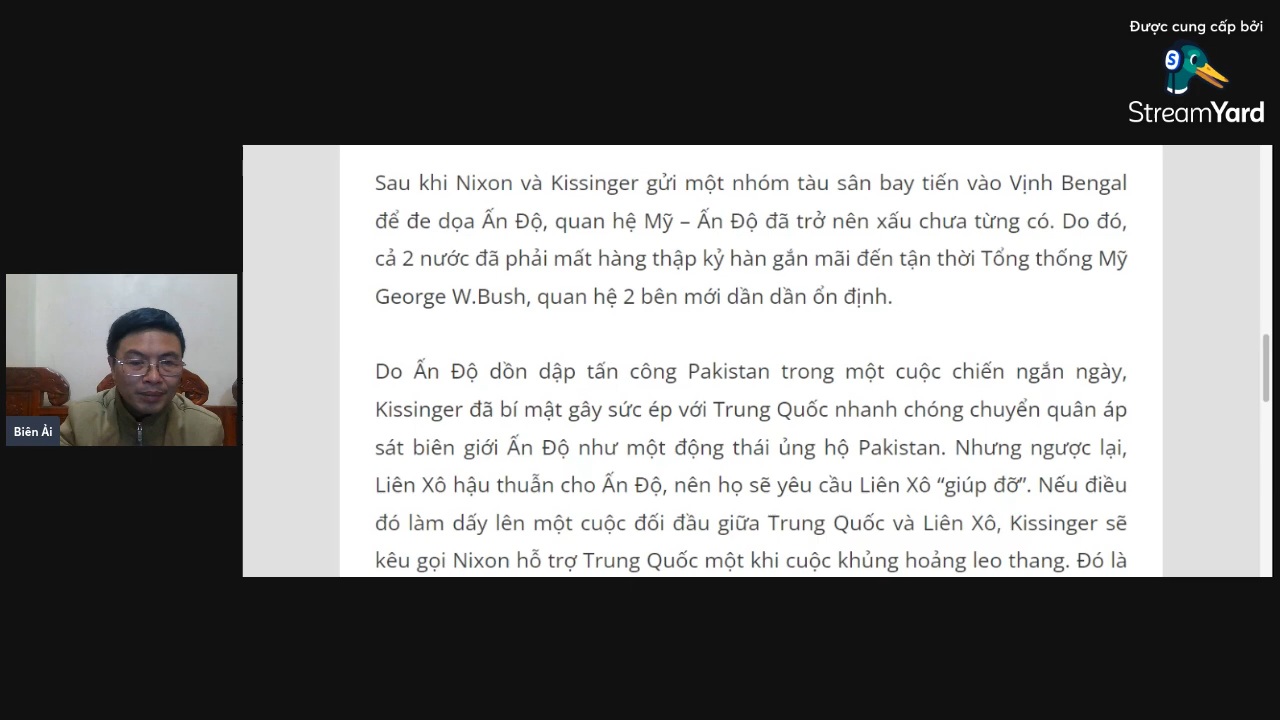 Được cung cấp bởi
StreamYard
Sau khi Nixon và Kissinger gửi một nhóm tàu sân bay tiến vào Vịnh Bengal
để đe dọa Ấn Độ, quan hệ Mỹ – Ấn Độ đã trở nên xấu chưa từng có. Do đó,
cả 2 nước đã phải mất hàng thập kỷ hàn gắn mãi đến tận thời Tổng thống Mỹ
George W.Bush, quan hệ 2 bên mới dần dần ổn định.
Do Ấn Độ dồn dập tấn công Pakistan trong một cuộc chiến ngắn ngày,
Kissinger đã bí mật gây sức ép với Trung Quốc nhanh chóng chuyển quân áp
sát biên giới Ấn Độ như một động thái ủng hộ Pakistan. Nhưng ngược lại,
Liên Xô hậu thuẫn cho Ấn Độ, nên họ sẽ yêu cầu Liên Xô “giúp đỡ”. Nếu điều
đó làm dấy lên một cuộc đối đầu giữa Trung Quốc và Liên Xô, Kissinger sẽ
kêu gọi Nixon hỗ trợ Trung Quốc một khi cuộc khủng hoảng leo thang. Đó là
Biên Ải